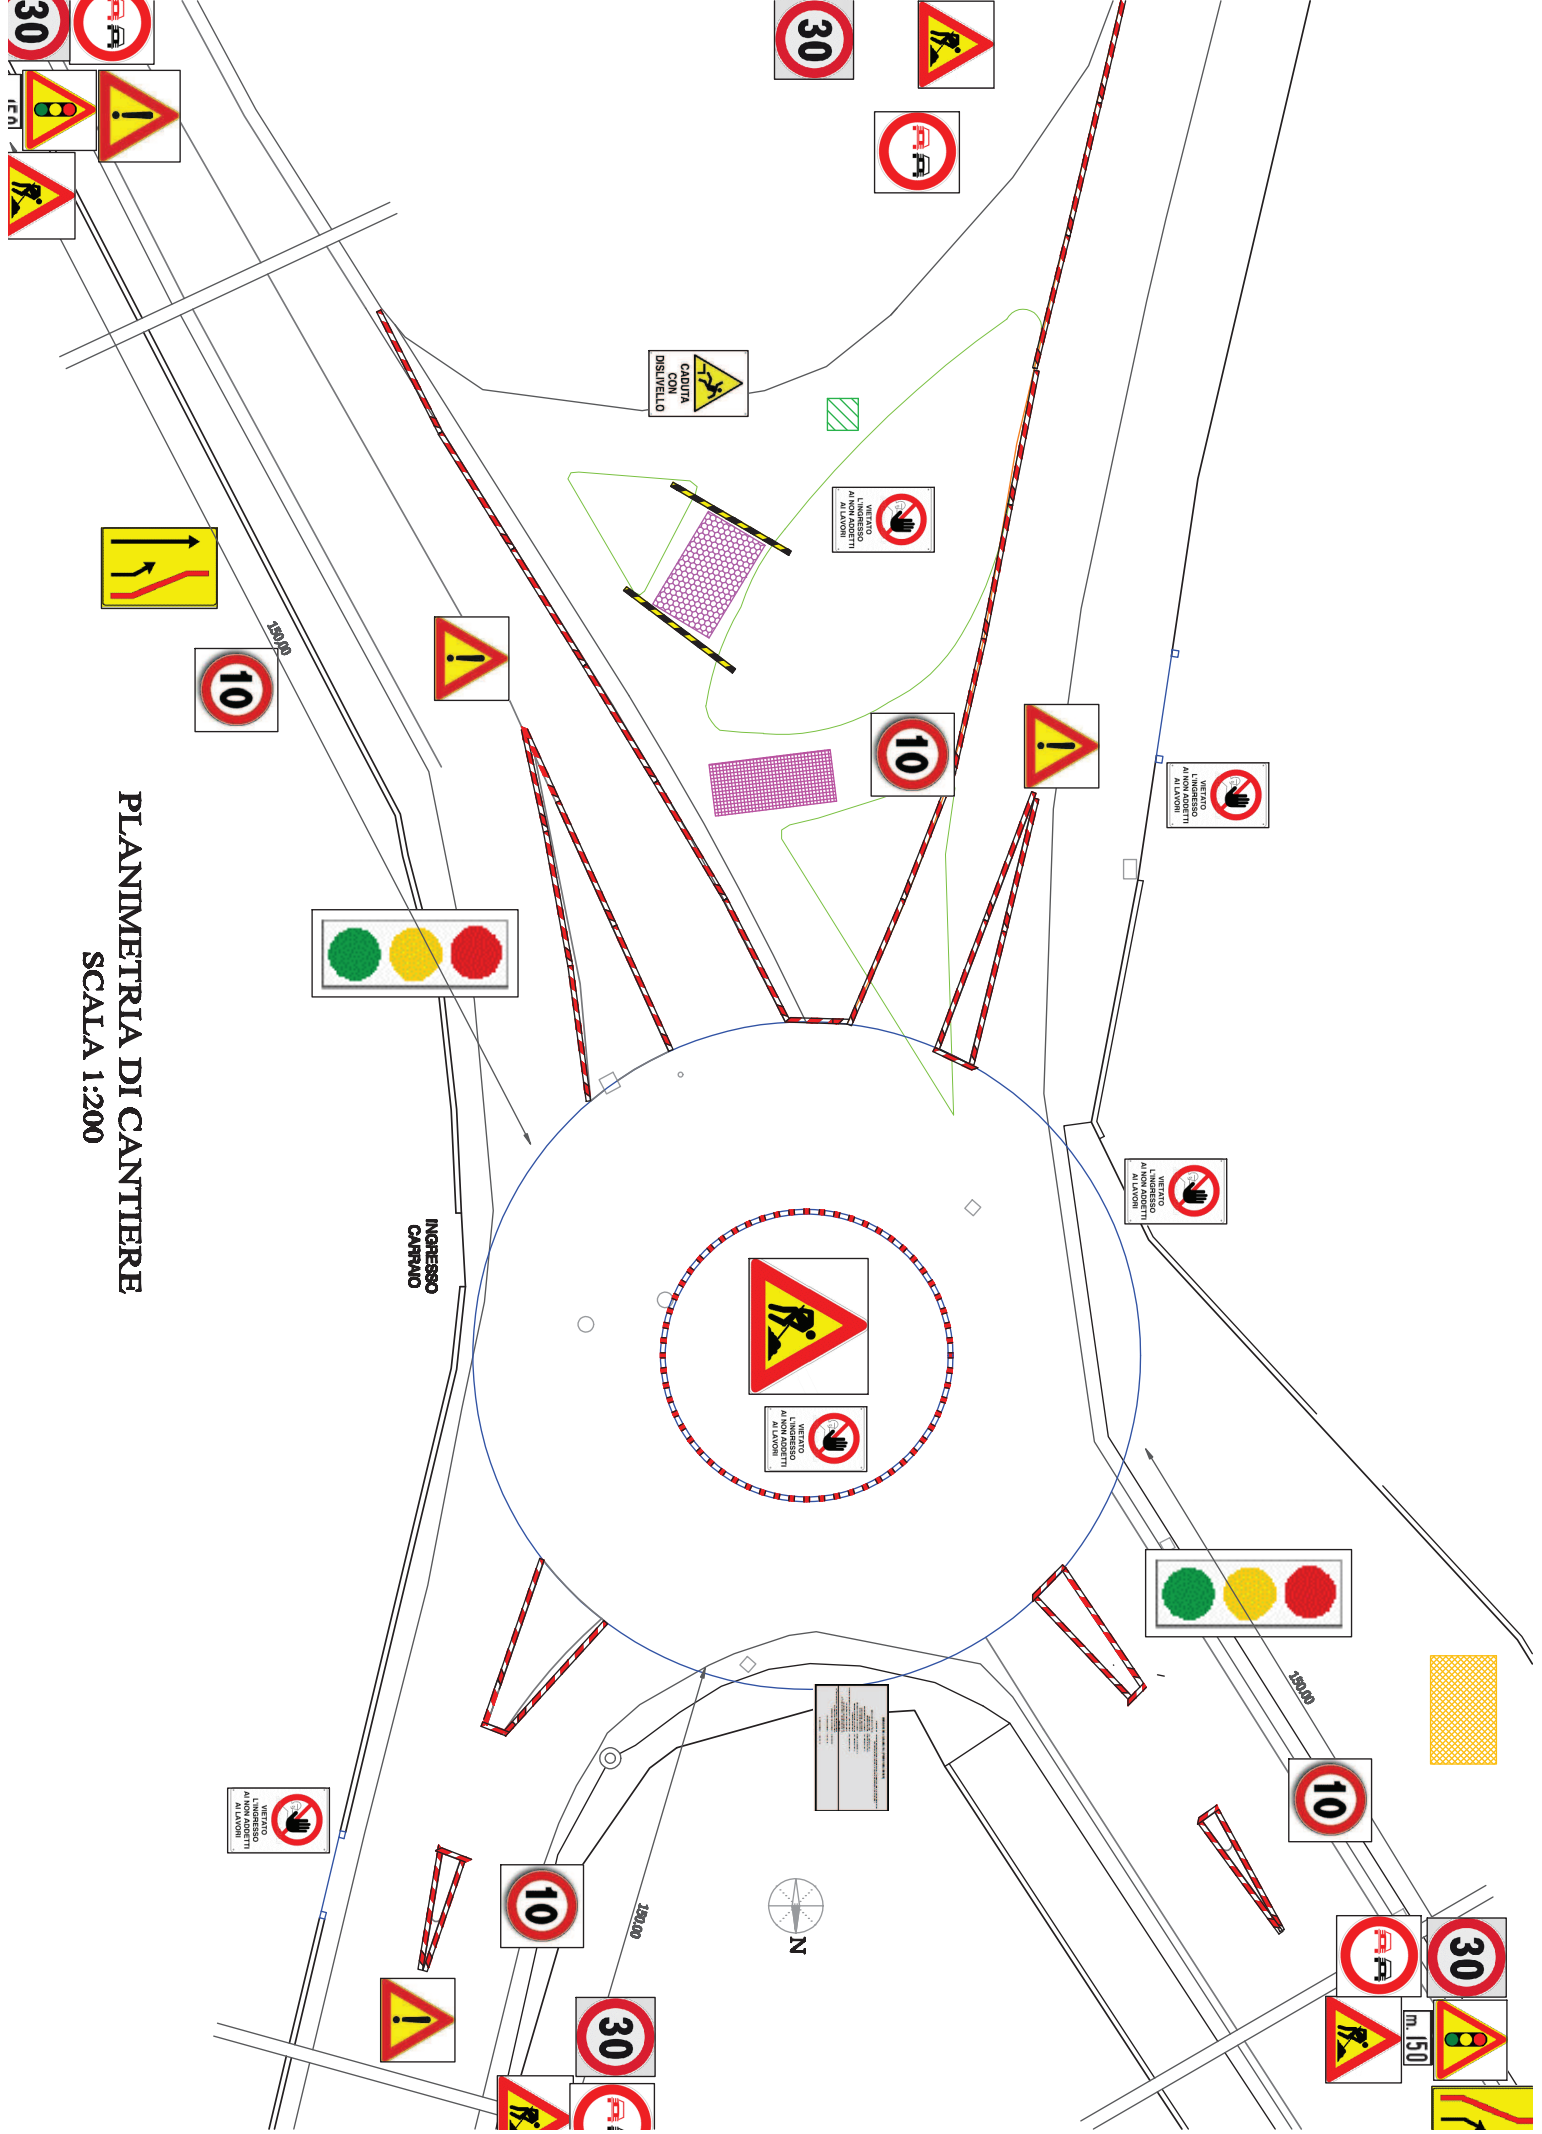 PLANIMETRIA DI CANTIERE
SCALA 1:200
30
30
CADUTA
CON
DISLIVELLO
VIETATO
L'INGRESSO
AI NON ADDETTI
AI LAVORI
150,00
10
10
VIETATO
L'INGRESSO
AI NON ADDETTI
AI LAVORI
VIETATO
L'INGRESSO
AI NON ADDETTI
AI LAVORI
INGRESSO
CARRAIO
VIETATO
L'INGRESSO
AI NON ADDETTI
AI LAVORI
150,00
10
VIETATO
L'INGRESSO
AI NON ADDETTI
AI LAVORI
10
150,00
N
30
m. 150
30